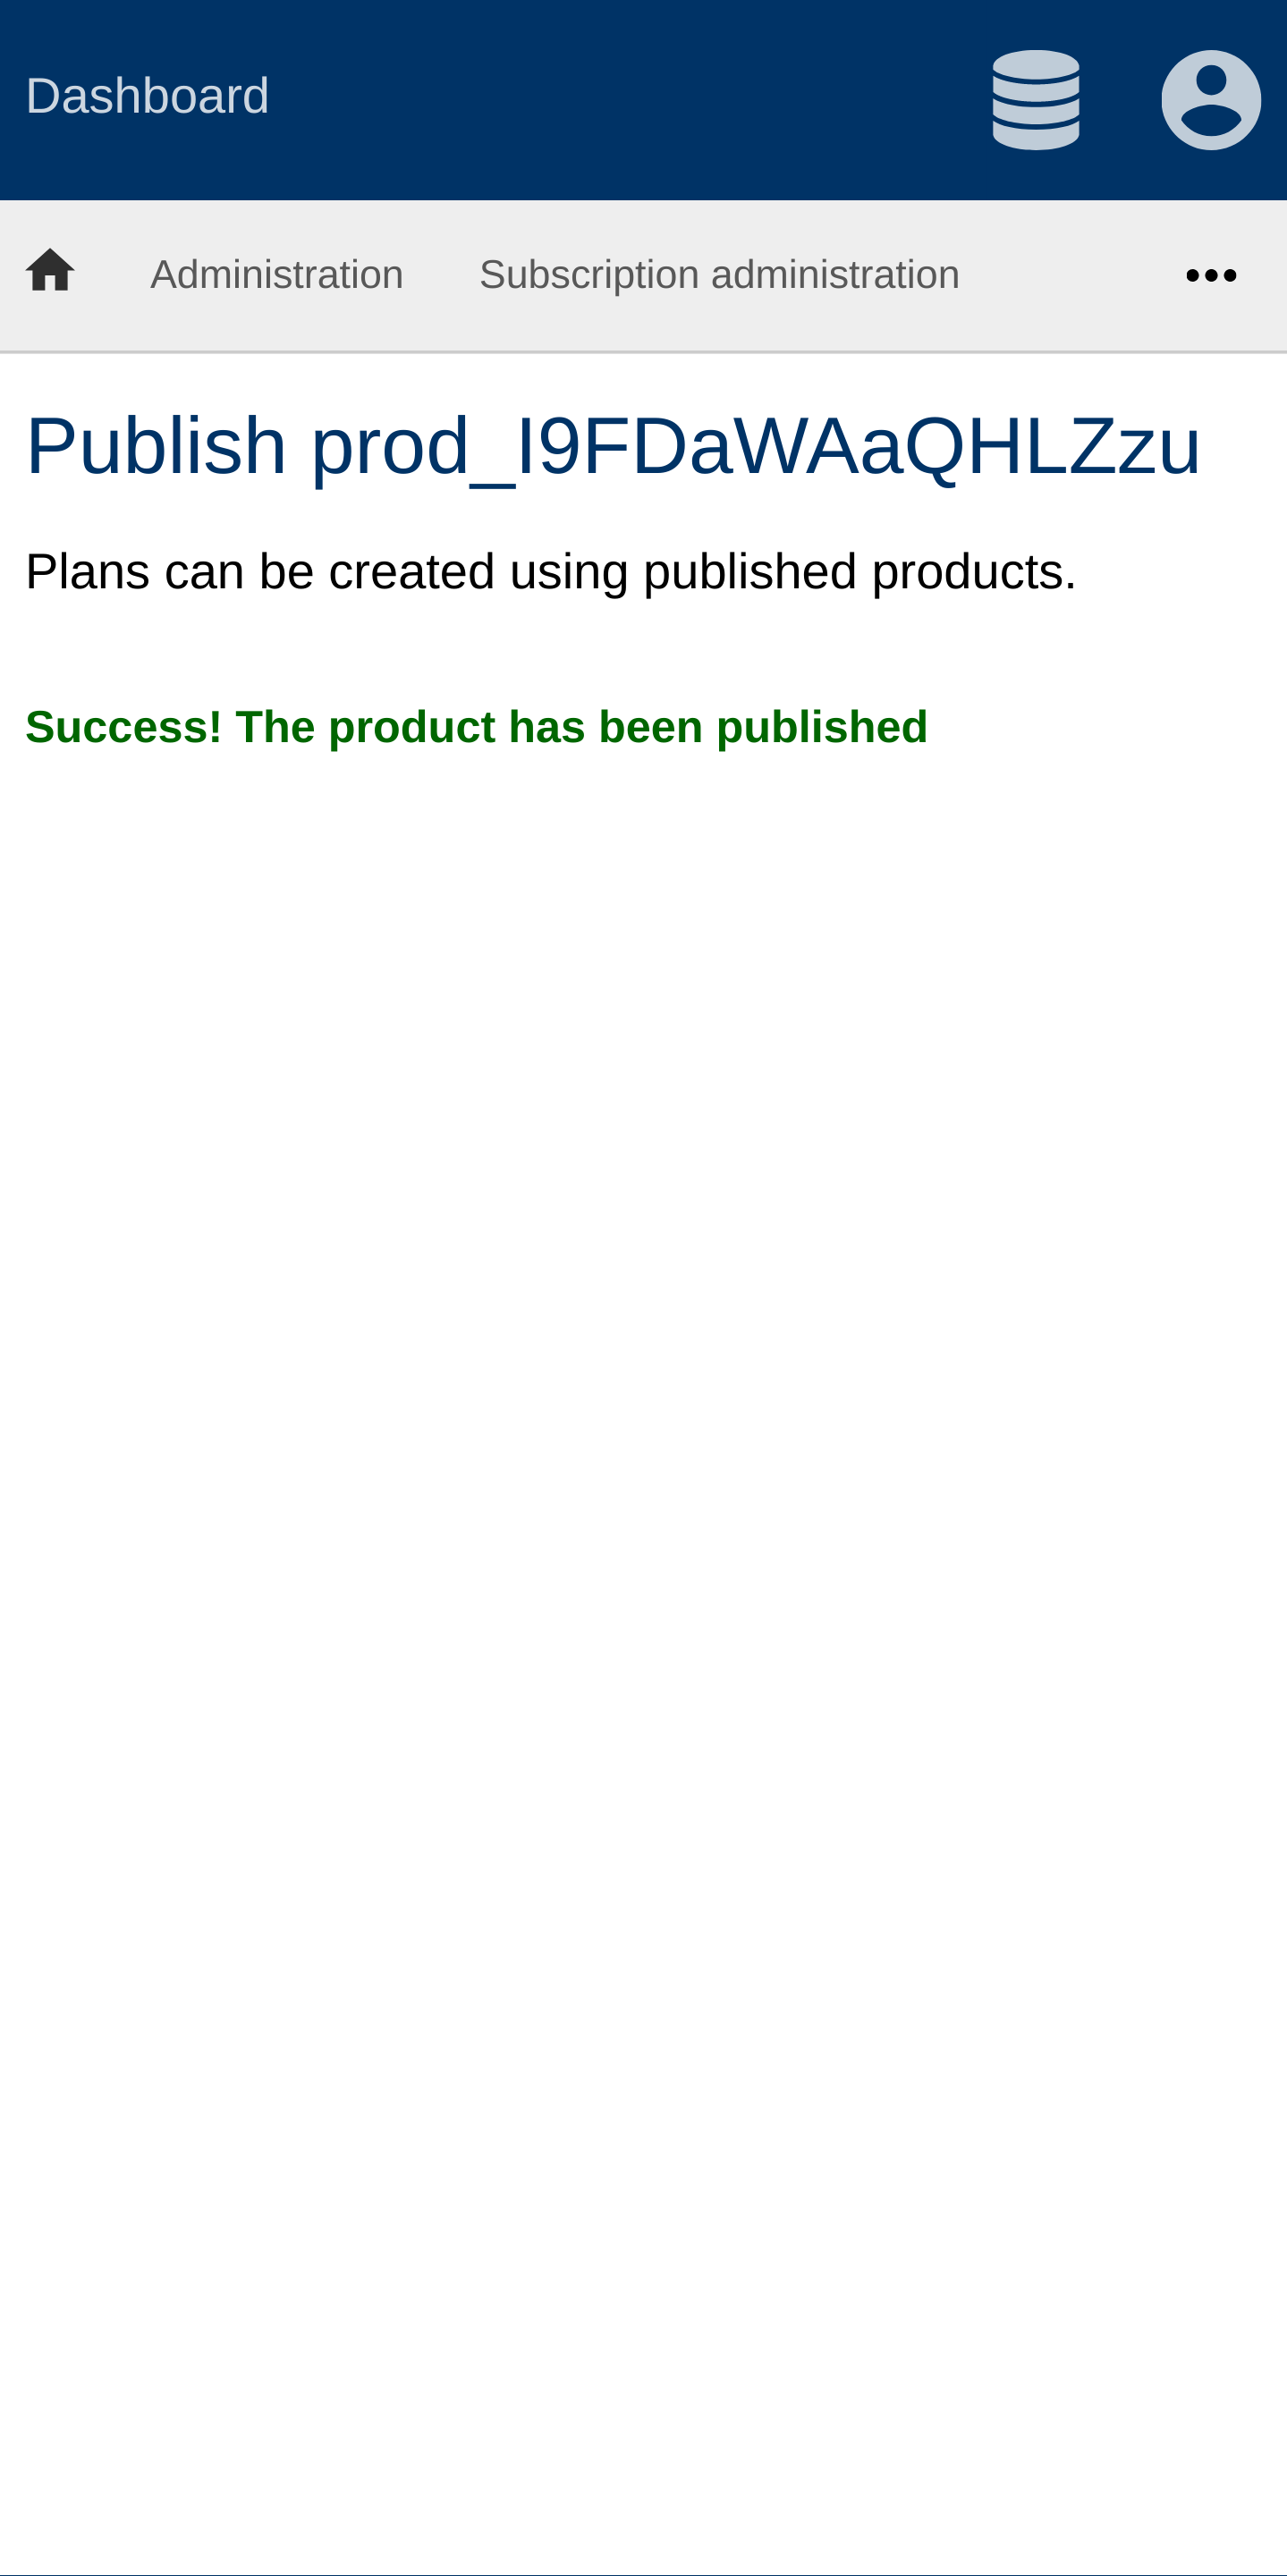 Dashboard
Administration Subscription administration
Publish prod_I9FDaWAaQHLZzu
Plans can be created using published products.
Success! The product has been published